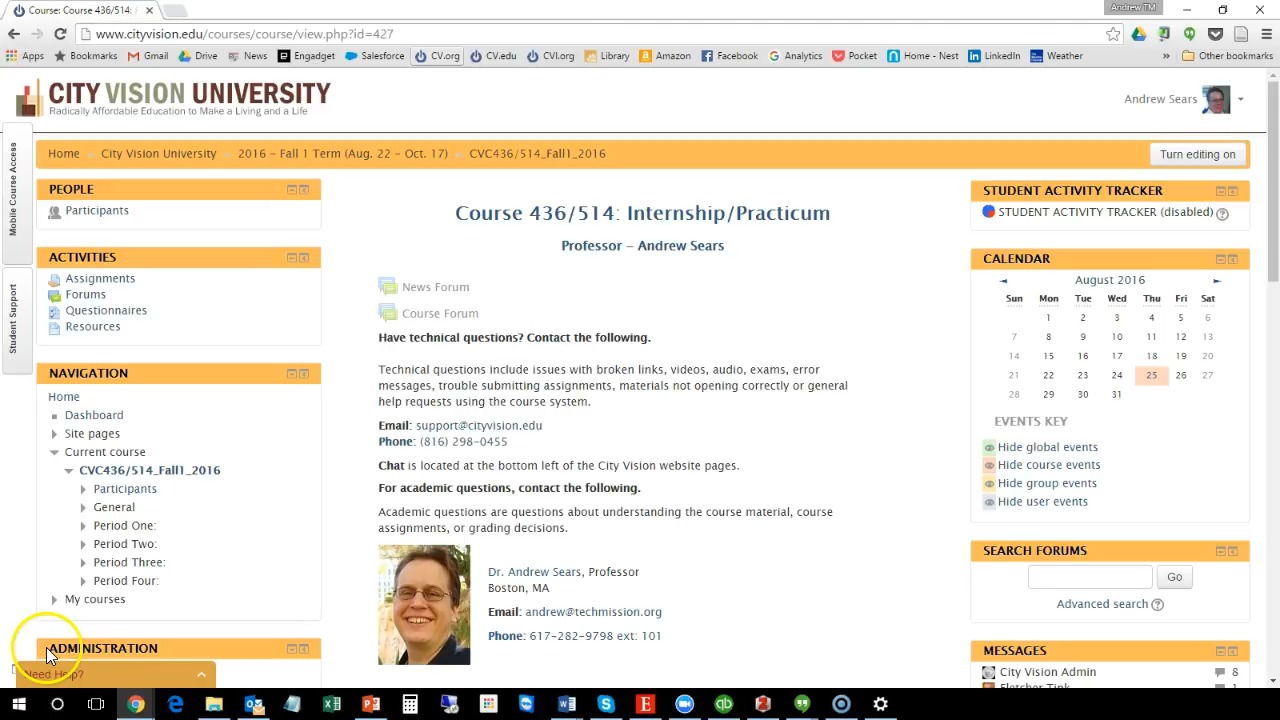 Course: Course 436/514:
Andrew TM
www.cityvision.edu/courses/course/view.php?id=427
Apps Bookmarks Gmail Drive News Engadget Salesforce CV.org CV.edu CVI.org Library Amazon Facebook Analytics Pocket Home - Nest LinkedIn Weather » Other bookmarks
CITY VISION UNIVERSITY
Radically Affordable Education to Make a Living and a Life
Andrew Sears
Home City Vision University 2016 - Fall 1 Term (Aug. 22 - Oct. 17) CVC436/514_Fall1_2016 Turn editing on
Mobile Course Access
Student Support
PEOPLE
Participants
ACTIVITIES
Assignments
Forums
Questionnaires
Resources
NAVIGATION
Home
Dashboard
Site pages
Current course
CVC436/514_Fall1_2016
Participants
General
Period One:
Period Two:
Period Three:
Period Four:
My courses
ADMINISTRATION
Need Help?
Course 436/514: Internship/Practicum
Professor – Andrew Sears
News Forum
Course Forum
Have technical questions? Contact the following.
Technical questions include issues with broken links, videos, audio, exams, error
messages, trouble submitting assignments, materials not opening correctly or general
help requests using the course system.
Email: support@cityvision.edu
Phone: (816) 298-0455
Chat is located at the bottom left of the City Vision website pages.
For academic questions, contact the following.
Academic questions are questions about understanding the course material, course
assignments, or grading decisions.
Dr. Andrew Sears, Professor
Boston, MA
Email: andrew@techmission.org
Phone: 617-282-9798 ext: 101
STUDENT ACTIVITY TRACKER
STUDENT ACTIVITY TRACKER (disabled)
CALENDAR
◄ August 2016 ►
Sun Mon Tue Wed Thu Fri Sat
1 2 3 4 5 6
7 8 9 10 11 12 13
14 15 16 17 18 19 20
21 22 23 24 25 26 27
28 29 30 31
EVENTS KEY
Hide global events
Hide course events
Hide group events
Hide user events
SEARCH FORUMS
Go
Advanced search
MESSAGES
City Vision Admin 8
Fletcher Tink 1